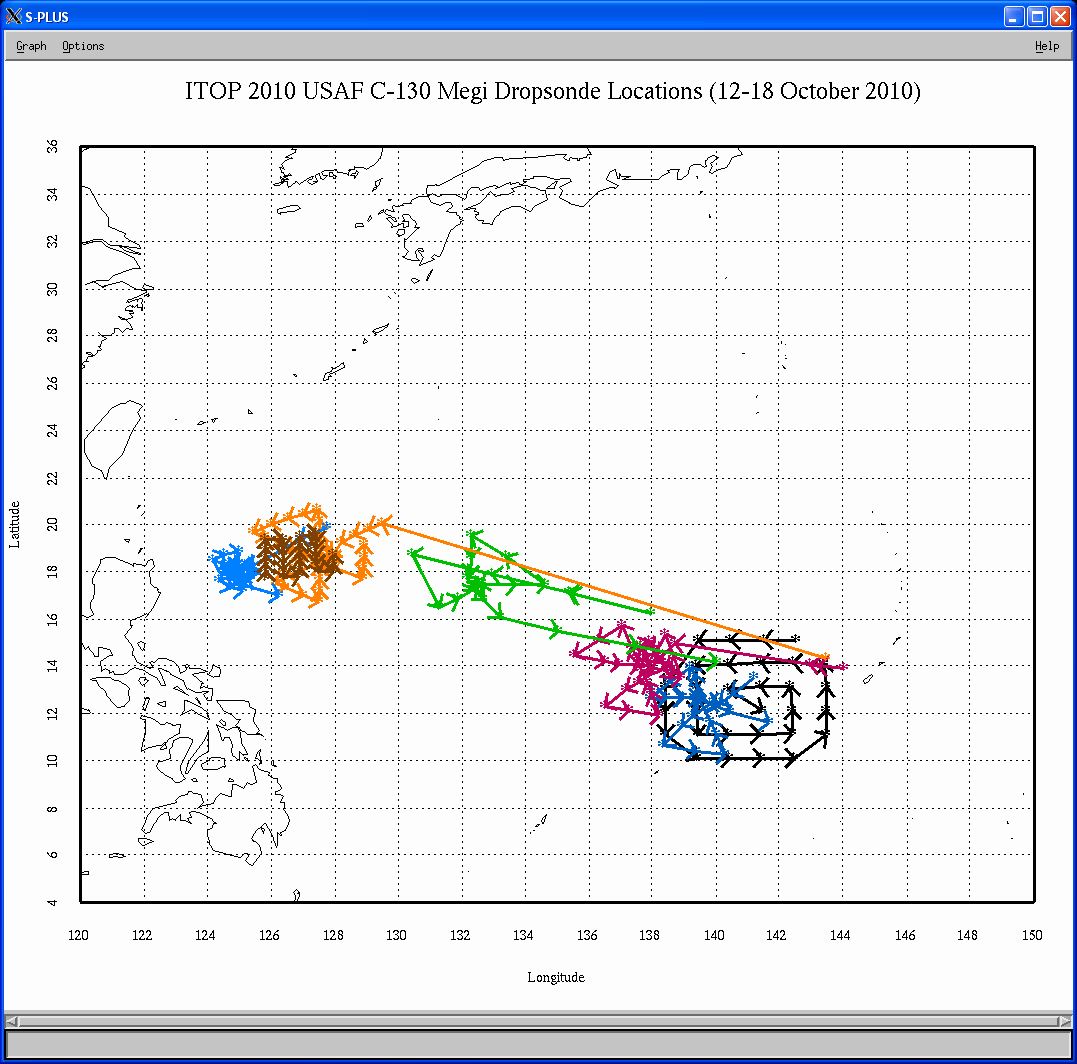 S-PLUS
Graph Options Help
ITOP 2010 USAF C-130 Megi Dropsonde Locations (12-18 October 2010)
36
34
32
30
28
26
24
22
20
18
16
14
12
10
8
6
4
Latitude
120 122 124 126 128 130 132 134 136 138 140 142 144 146 148 150
Longitude